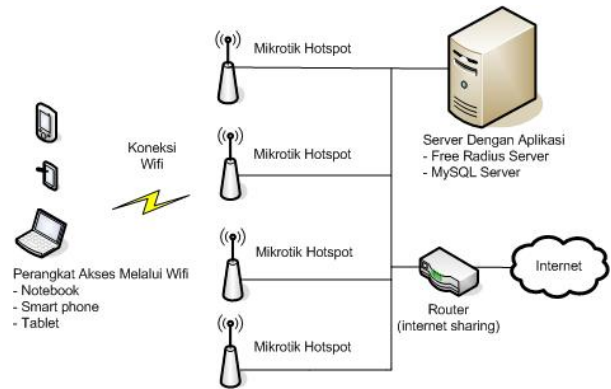 Mikrotik Hotspot
Server Dengan Aplikasi
- Free Radius Server
- MySQL Server
Koneksi
Wifi
Mikrotik Hotspot
Mikrotik Hotspot
Perangkat Akses Melalui Wifi
- Notebook
- Smart phone
- Tablet
Internet
Router
(internet sharing)
Mikrotik Hotspot